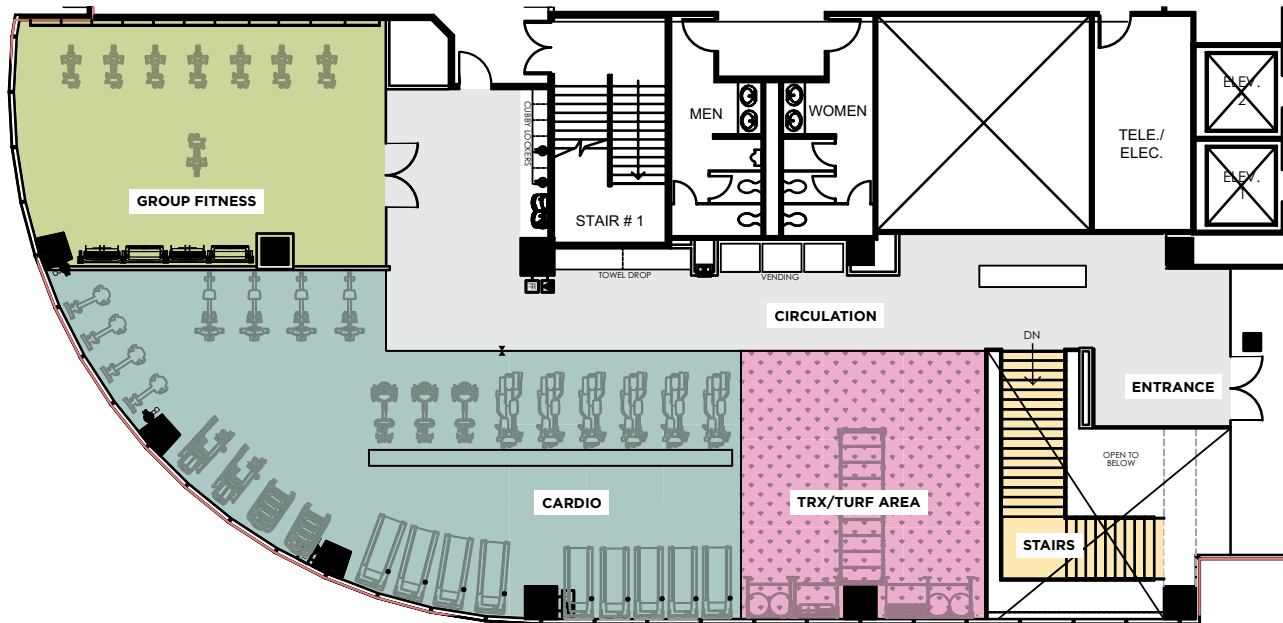 ELEV.
2
CUBBY LOCKERS
MEN
WOMEN
TELE./
ELEC.
ELEV.
1
GROUP FITNESS
STAIR # 1
TOWEL DROP
VENDING
CIRCULATION
DN
ENTRANCE
OPEN TO
BELOW
CARDIO
TRX/TURF AREA
STAIRS